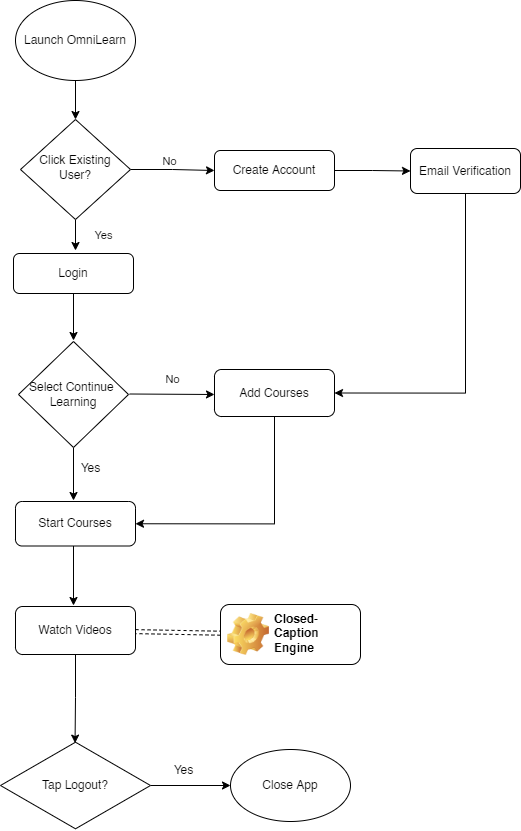 Launch OmniLearn
Click Existing
User?
No
Create Account
Email Verification
Yes
Login
Select Continue
Learning
No
Add Courses
Yes
Start Courses
Watch Videos
Closed-
Caption
Engine
Tap Logout?
Yes
Close App